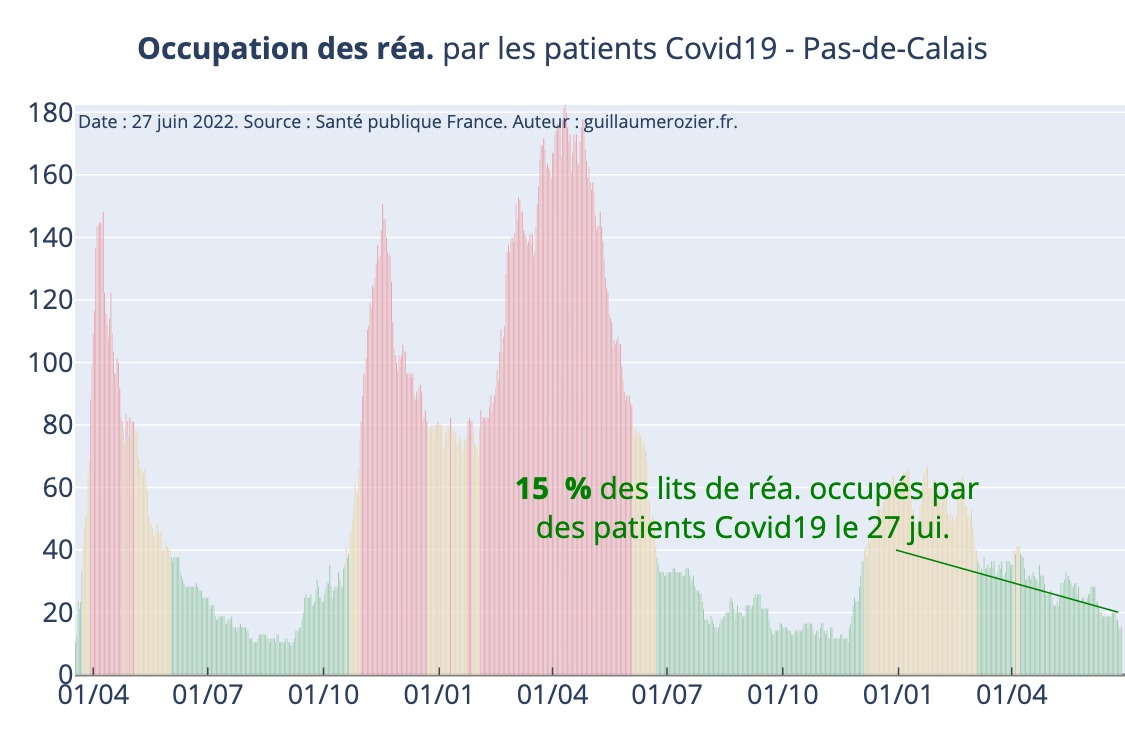 Occupation des réa. par les patients Covid19 - Pas-de-Calais
180
Date : 27 juin 2022. Source : Santé publique France. Auteur : guillaumerozier.fr.
160
140
120
100
80
60
15 % des lits de réa. occupés par
des patients Covid19 le 27 jui.
40
20
0
01/04 01/07 01/10 01/01 01/04 01/07 01/10 01/01 01/04